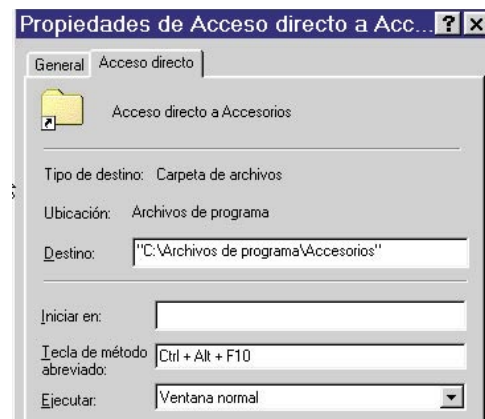 Propiedades de Acceso directo a Acc... ? ×
General Acceso directo
Acceso directo a Accesorios
Tipo de destino: Carpeta de archivos
Ubicación: Archivos de programa
Destino: "C:\Archivos de programa\Accesorios"
Iniciar en:
Tecla de método abreviado: Ctrl + Alt + F10
Ejecutar: Ventana normal